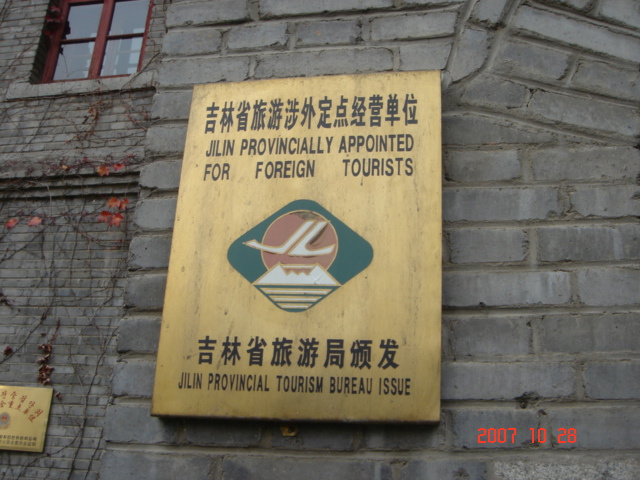 吉林省旅游涉外定点经营单位
JILIN PROVINCIALLY APPOINTED
FOR FOREIGN TOURISTS
JL
吉林省旅游局颁发
JILIN PROVINCIAL TOURISM BUREAU ISSUE
2007 10 28